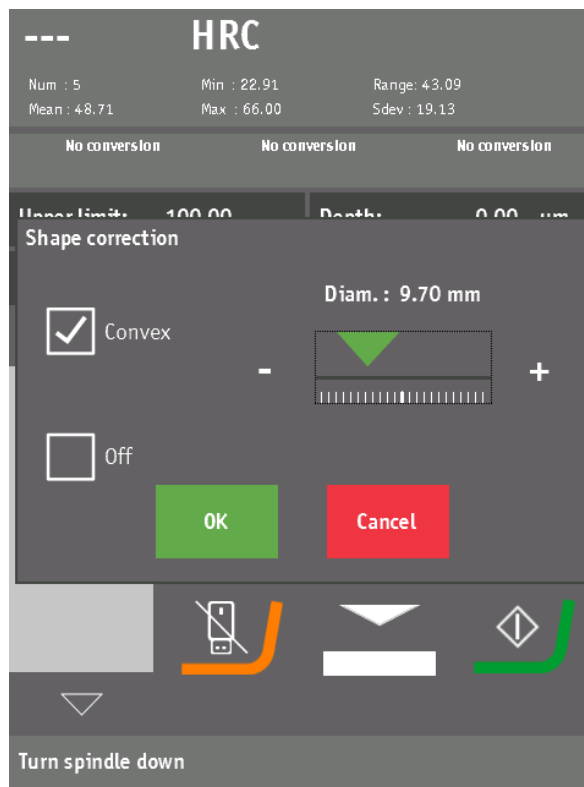 --- HRC
Num : 5 Min : 22.91 Range: 43.09
Mean : 48.71 Max : 66.00 Sdev : 19.13
No conversion No conversion No conversion
Upper limit: 100.00 Depth: 0.00 um
Shape correction
Diam. : 9.70 mm
Convex
- +
Off
OK Cancel
Turn spindle down